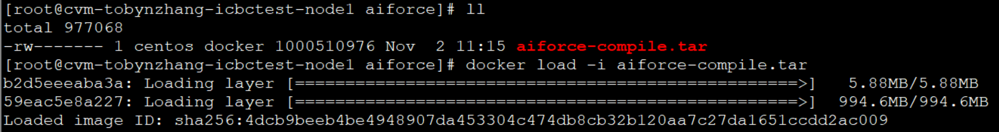 [root@cvm-tobynzhang-icbctest-node1 aiforce]# ll
total 977068
-rw------- 1 centos docker 1000510976 Nov  2 11:15 aiforce-compile.tar
[root@cvm-tobynzhang-icbctest-node1 aiforce]# docker load -i aiforce-compile.tar
b2d5eeeaba3a: Loading layer [==================================================>]   5.88MB/5.88MB
59eac5e8a227: Loading layer [==================================================>]  994.6MB/994.6MB
Loaded image ID: sha256:4dcb9beeb4be4948907da453304c474db8cb32b120aa7c27da1651ccdd2ac009